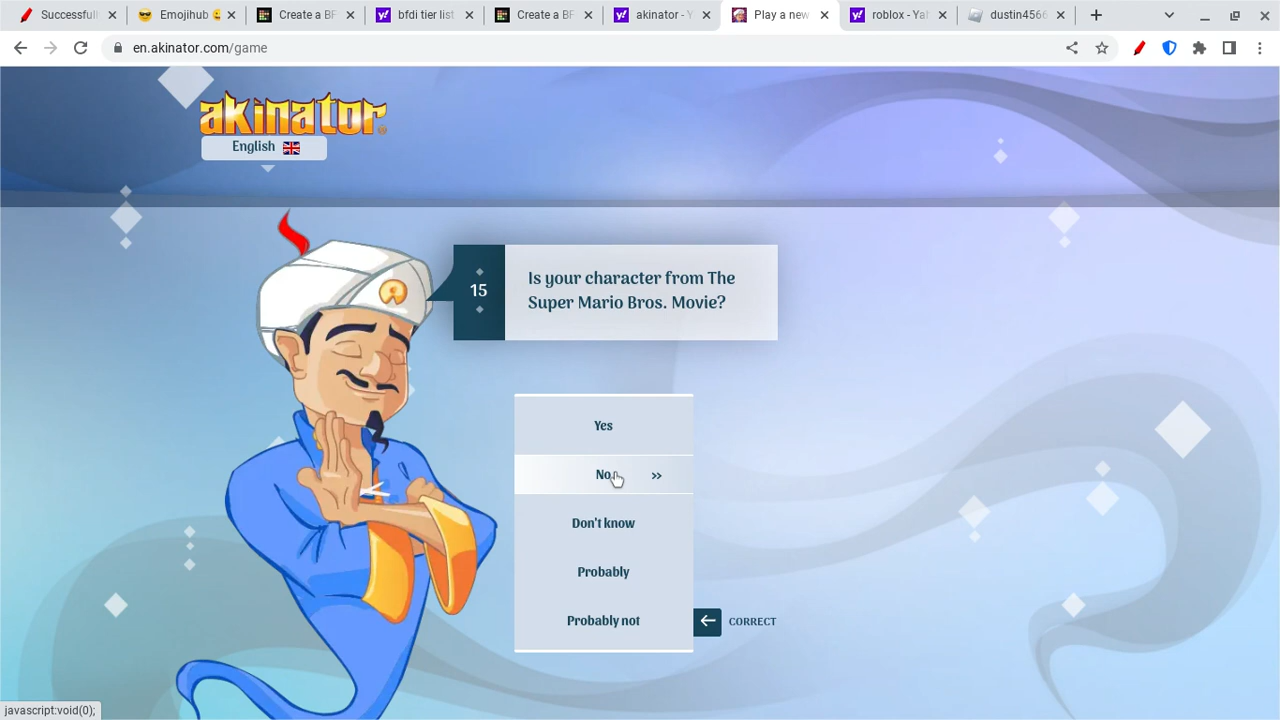 Successfull
Emojihub
Create a BF
bfdi tier list
Create a BF
akinator - Y
Play a new
roblox - Ya
dustin4566
en.akinator.com/game
akinator
English
15
Is your character from The
Super Mario Bros. Movie?
Yes
No >>
Don't know
Probably
Probably not
CORRECT
javascript:void(0);